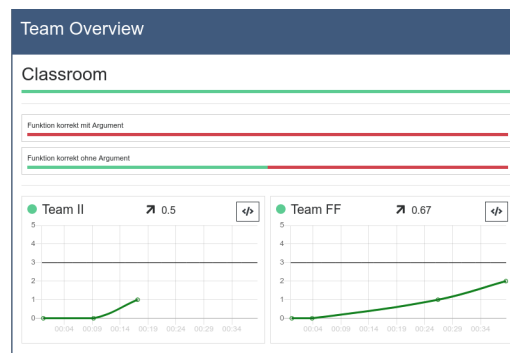 Team Overview
Classroom
Funktion korrekt mit Argument
Funktion korrekt ohne Argument
Team II 0.5 </>
5
4
3
2
1
0
00:04 00:09 00:14 00:19 00:24 00:29 00:34
Team FF 0.67 </>
5
4
3
2
1
0
00:04 00:09 00:14 00:19 00:24 00:29 00:34